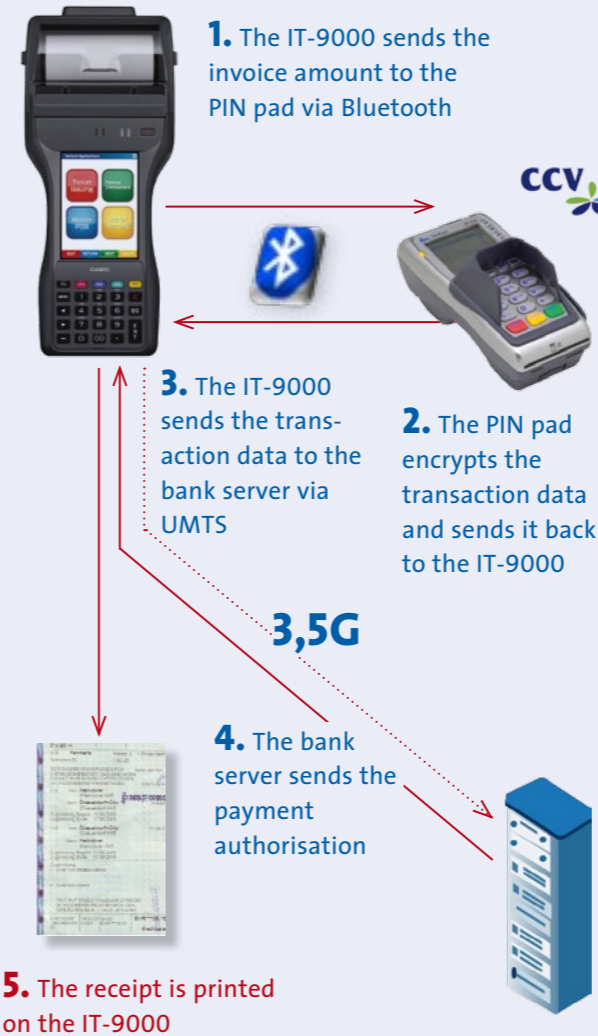 1. The IT-9000 sends the
invoice amount to the
PIN pad via Bluetooth
CCV
CASIO
3. The IT-9000
sends the trans-
action data to the
bank server via
UMTS
2. The PIN pad
encrypts the
transaction data
and sends it back
to the IT-9000
3,5G
4. The bank
server sends the
payment
authorisation
5. The receipt is printed
on the IT-9000